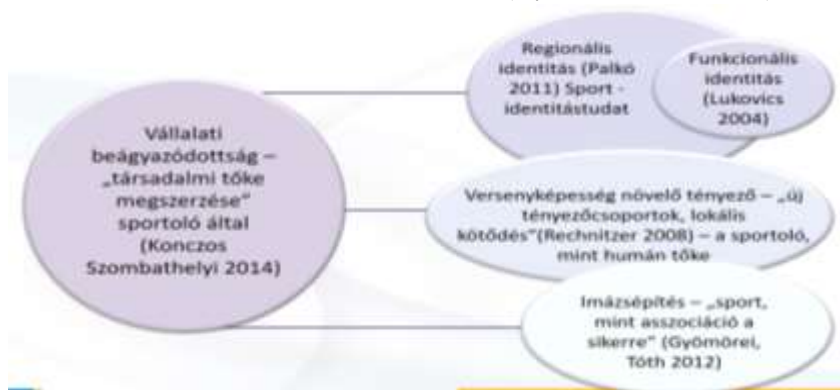 Vállalati
beágyazódottság –
„társadalmi tőke
megszerzése"
sportoló által
(Konczos
Szombathelyi 2014)
Regionális
identitás (Palkó
2011) Sport -
identitástudat
Funkcionális
identitás
(Lukovics
2004)
Versenyképesség növelő tényező – „új
tényezőcsoportok, lokális
kötődés"(Rechnitzer 2008) – a sportoló,
mint humán tőke
Imázsépítés – „sport,
mint asszociáció a
sikerre" (Gyömörei,
Tóth 2012)